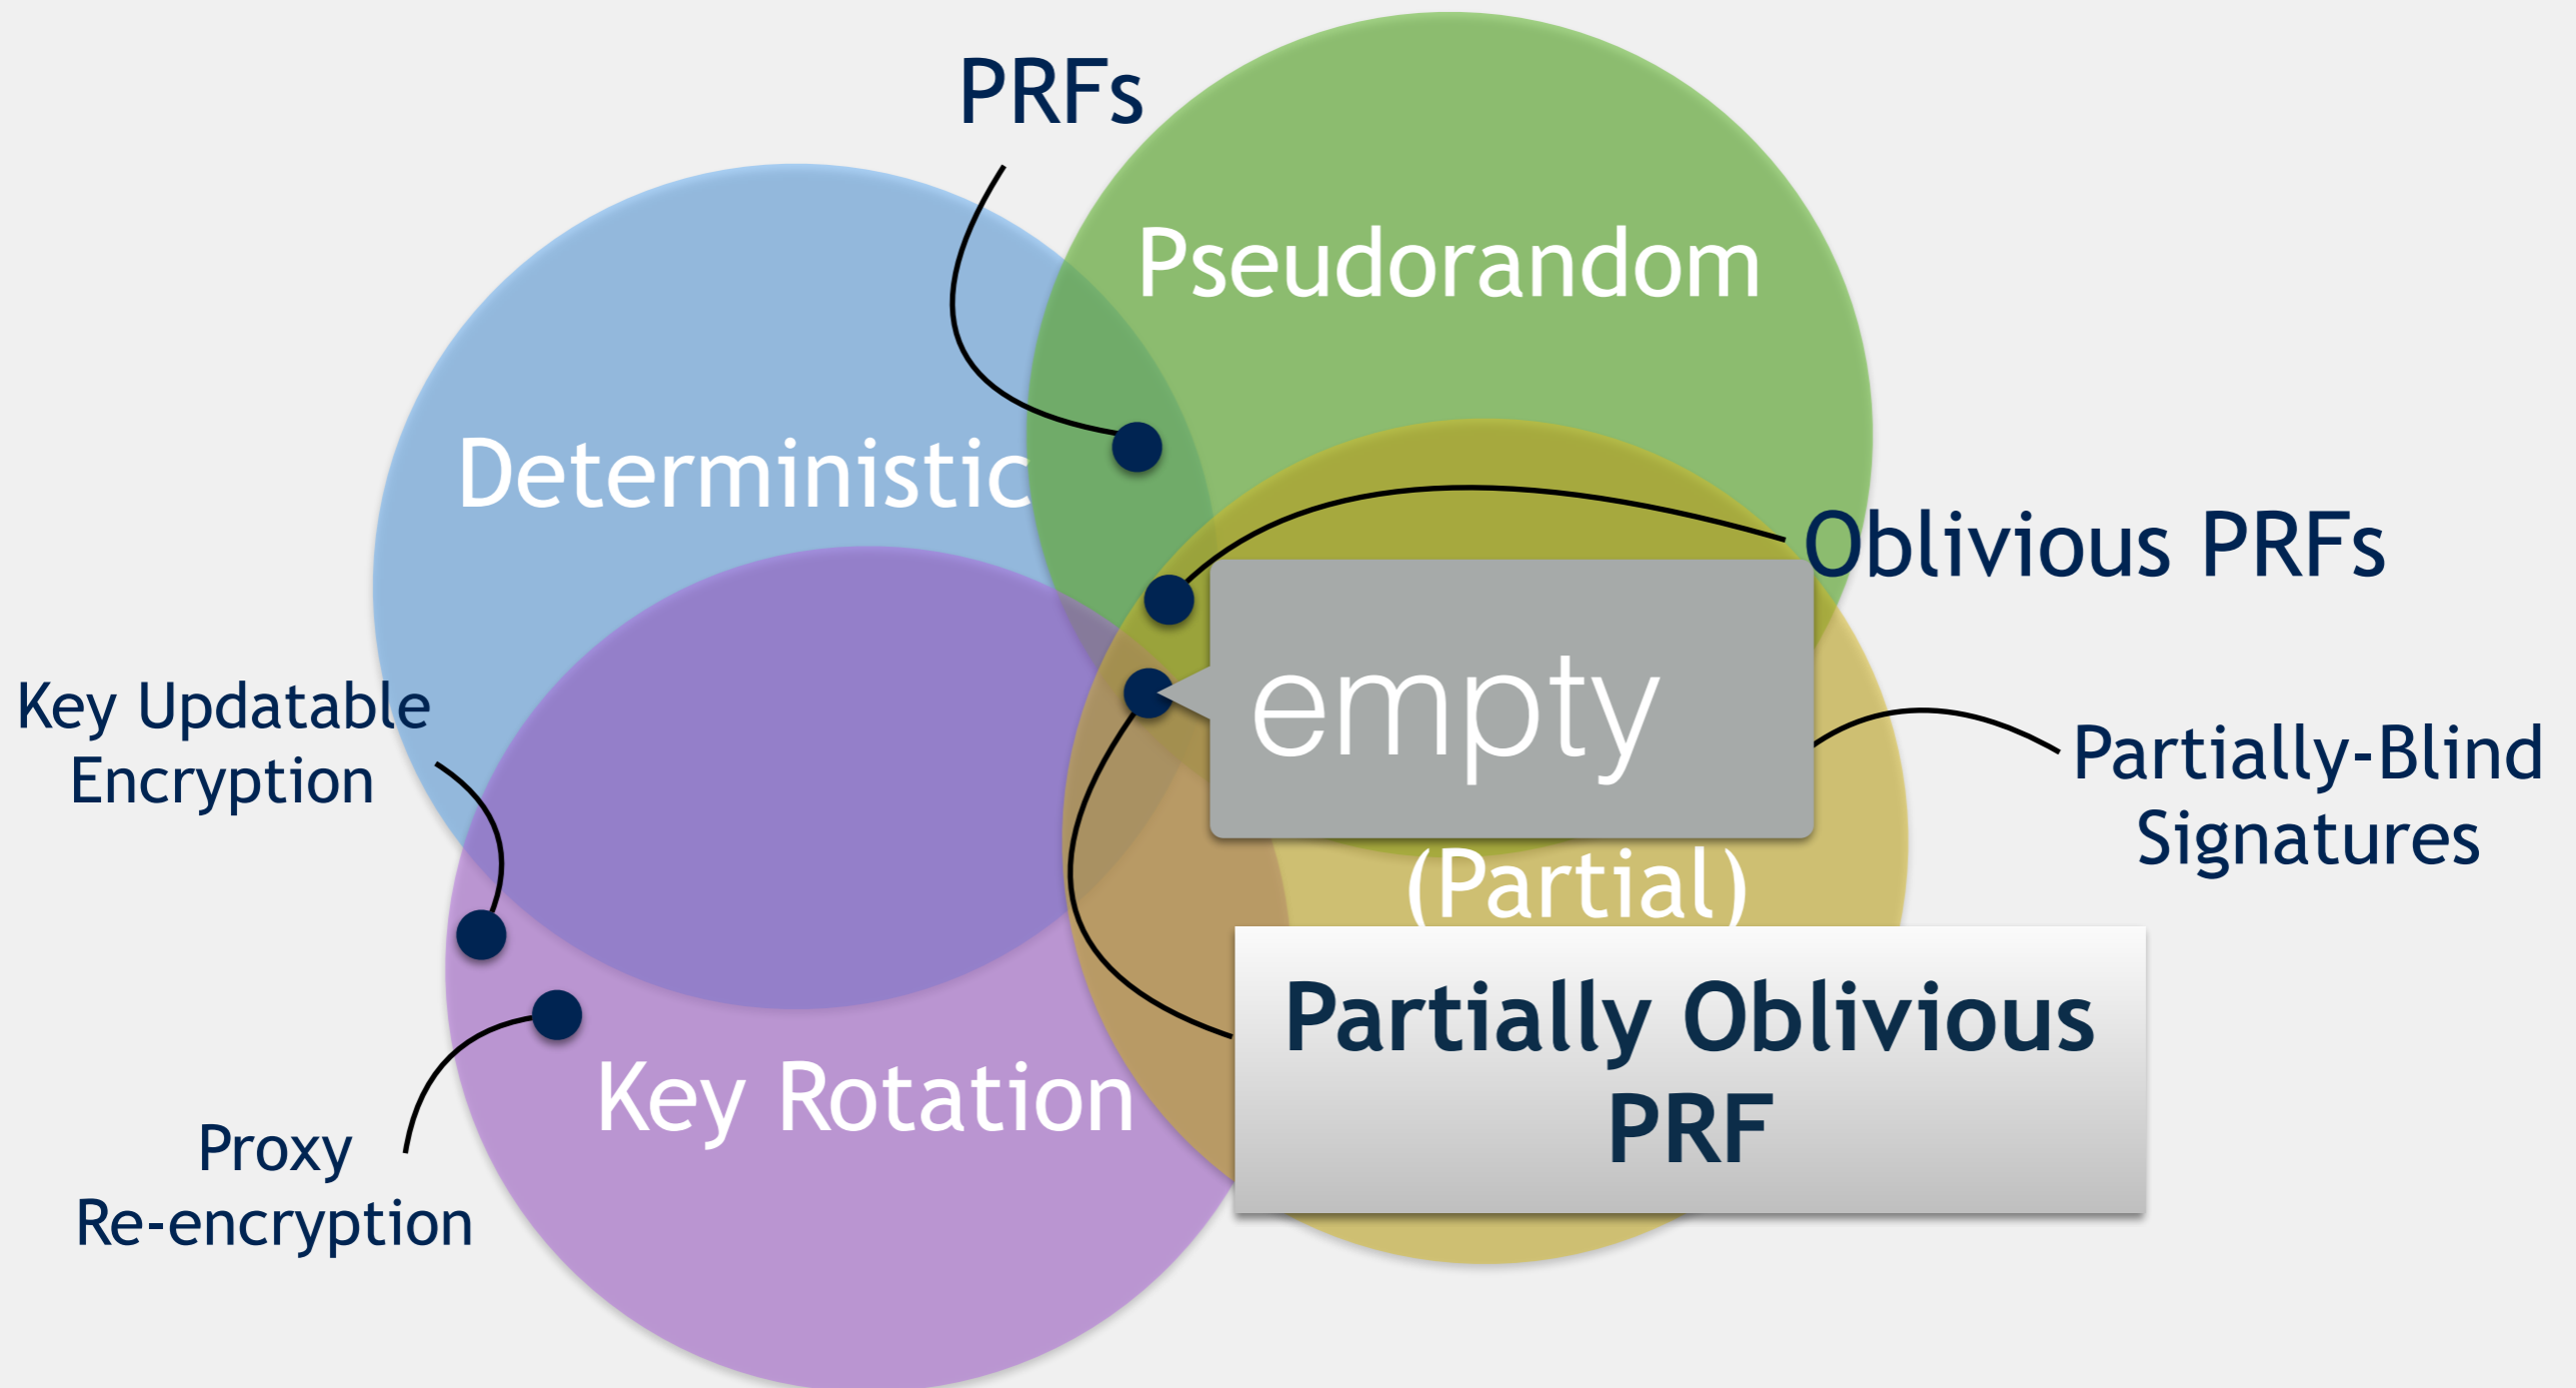 PRFs
Pseudorandom
Deterministic
Oblivious PRFs
empty
Key Updatable
Encryption
Partially-Blind
Signatures
(Partial)
Partially Oblivious
PRF
Key Rotation
Proxy
Re-encryption